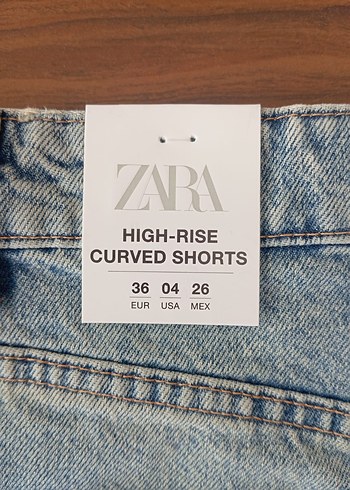 ZARA
HIGH-RISE
CURVED SHORTS
36 04 26
EUR USA MEX